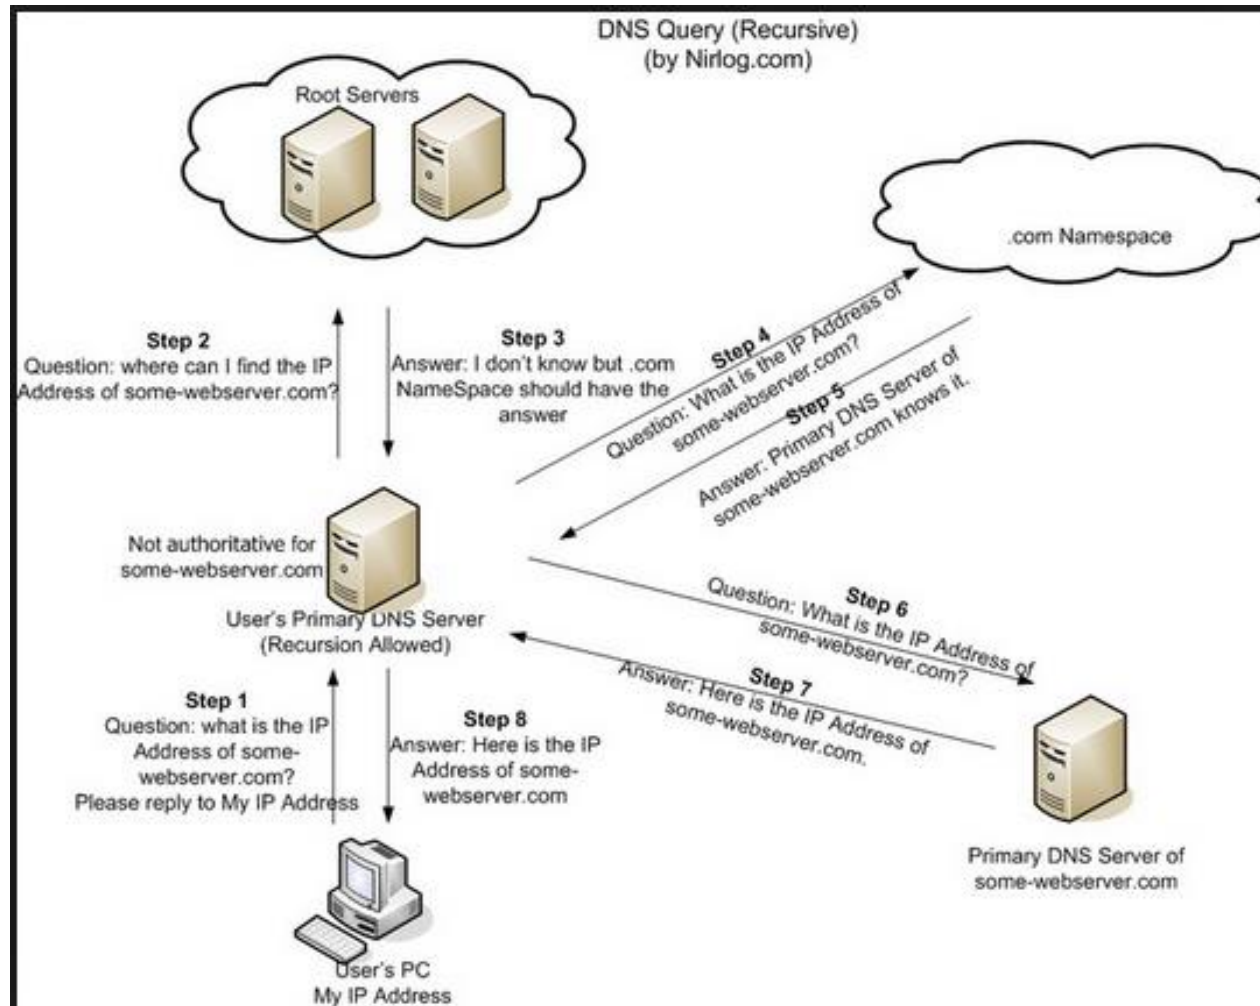 DNS Query (Recursive)
(by Nirlog.com)
Root Servers
.com Namespace
Step 2
Question: where can I find the IP
Address of some-webserver.com?
Step 3
Answer: I don't know but .com
NameSpace should have the
answer
Step 4
Question: What is the IP Address of
some-webserver.com?
Step 5
Answer: Primary DNS Server of
some-webserver.com knows it.
Not authoritative for
some-webserver.com
User's Primary DNS Server
(Recursion Allowed)
Step 6
Question: What is the IP Address of
some-webserver.com?
Step 7
Answer: Here is the IP Address of
some-webserver.com.
Step 1
Question: what is the IP
Address of some-
webserver.com?
Please reply to My IP Address
Step 8
Answer: Here is the IP
Address of some-
webserver.com
Primary DNS Server of
some-webserver.com
User's PC
My IP Address